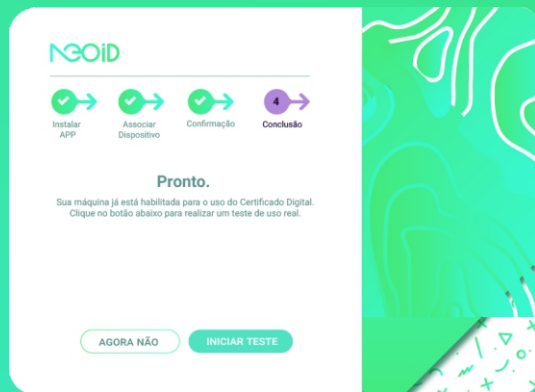 NEOiD
4
Instalar
APP
Associar
Dispositivo
Confirmação
Conclusão
Pronto.
Sua máquina já está habilitada para o uso do Certificado Digital.
Clique no botão abaixo para realizar um teste de uso real.
AGORA NÃO
INICIAR TESTE